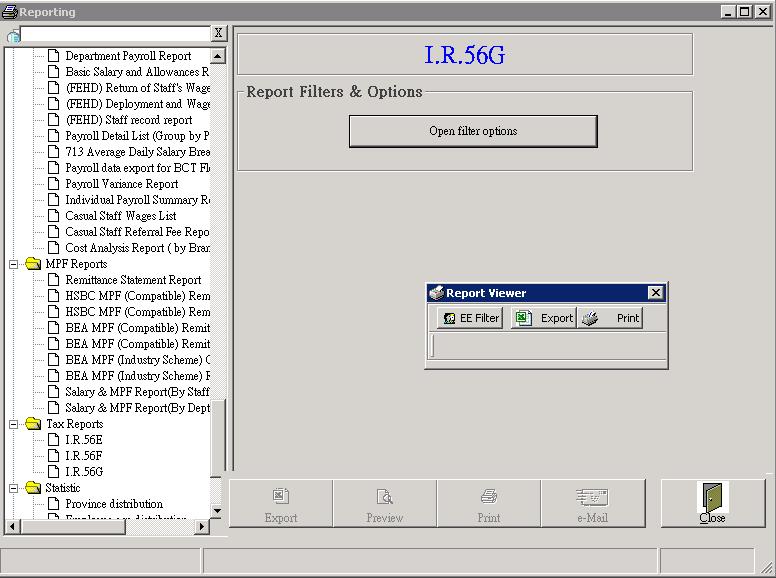 Reporting
X
Department Payroll Report
Basic Salary and Allowances R
(FEHD) Return of Staff's Wage
(FEHD) Deployment and Wage
(FEHD) Staff record report
Payroll Detail List (Group by P
713 Average Daily Salary Brea
Payroll data export for BCT Fl
Payroll Variance Report
Individual Payroll Summary R
Casual Staff Wages List
Casual Staff Referral Fee Repo
Cost Analysis Report ( by Bran
MPF Reports
Remittance Statement Report
HSBC MPF (Compatible) Rem
HSBC MPF (Compatible) Rem
BEA MPF (Compatible) Remit
BEA MPF (Compatible) Remit
BEA MPF (Industry Scheme) C
BEA MPF (Industry Scheme) F
Salary & MPF Report(By Staff
Salary & MPF Report(By Dept
Tax Reports
I.R.56E
I.R.56F
I.R.56G
Statistic
Province distribution
I.R.56G
Report Filters & Options
Open filter options
Report Viewer
EE Filter
Export
Print
Export
Preview
Print
e-Mail
Close